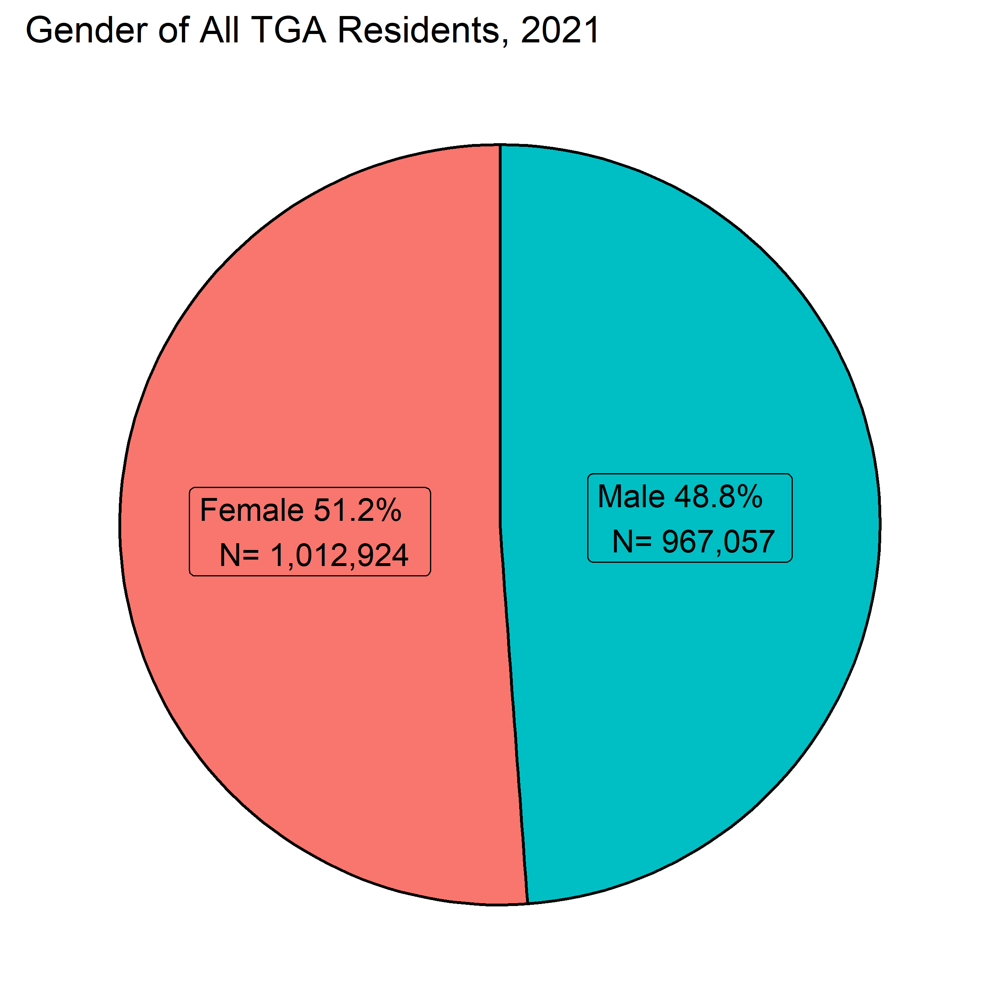 Gender of All TGA Residents, 2021
Female 51.2%
N= 1,012,924
Male 48.8%
N= 967,057